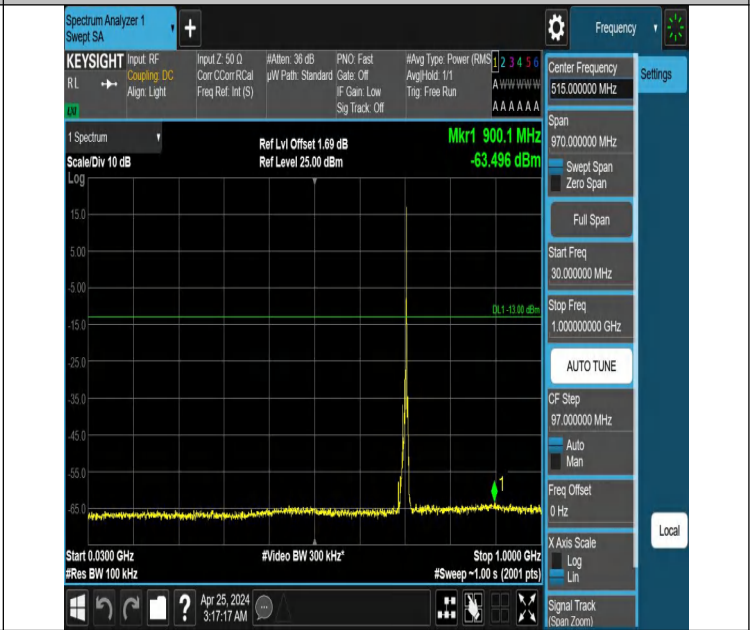 Spectrum Analyzer 1
Swept SA
+
Frequency
KEYSIGHT
RL
LXI
Input: RF
Coupling: DC
Align: Light
Input Z: 50 Ω
Corr CCorr RCal
Freq Ref: Int (S)
#Atten: 36 dB
µW Path: Standard
PNO: Fast
Gate: Off
IF Gain: Low
Sig Track: Off
#Avg Type: Power (RMS
Avg|Hold: 1/1
Trig: Free Run
1 2 3 4 5 6
A W W W W W
A A A A A A
1 Spectrum
Scale/Div 10 dB
Log
Ref Lvl Offset 1.69 dB
Ref Level 25.00 dBm
Mkr1 900.1 MHz
-63.496 dBm
15.0
5.00
-5.00
-15.0
-25.0
-35.0
-45.0
-55.0
-65.0
DL1 -13.00 dBm
1
Start 0.0300 GHz
#Res BW 100 kHz
#Video BW 300 kHz*
Stop 1.0000 GHz
#Sweep ~1.00 s (2001 pts)
Center Frequency
515.000000 MHz
Span
970.000000 MHz
Swept Span
Zero Span
Full Span
Start Freq
30.000000 MHz
Stop Freq
1.000000000 GHz
AUTO TUNE
CF Step
97.000000 MHz
Auto
Man
Freq Offset
0 Hz
X Axis Scale
Log
Lin
Signal Track
(Span Zoom)
Settings
Local
?
Apr 25, 2024
3:17:17 AM